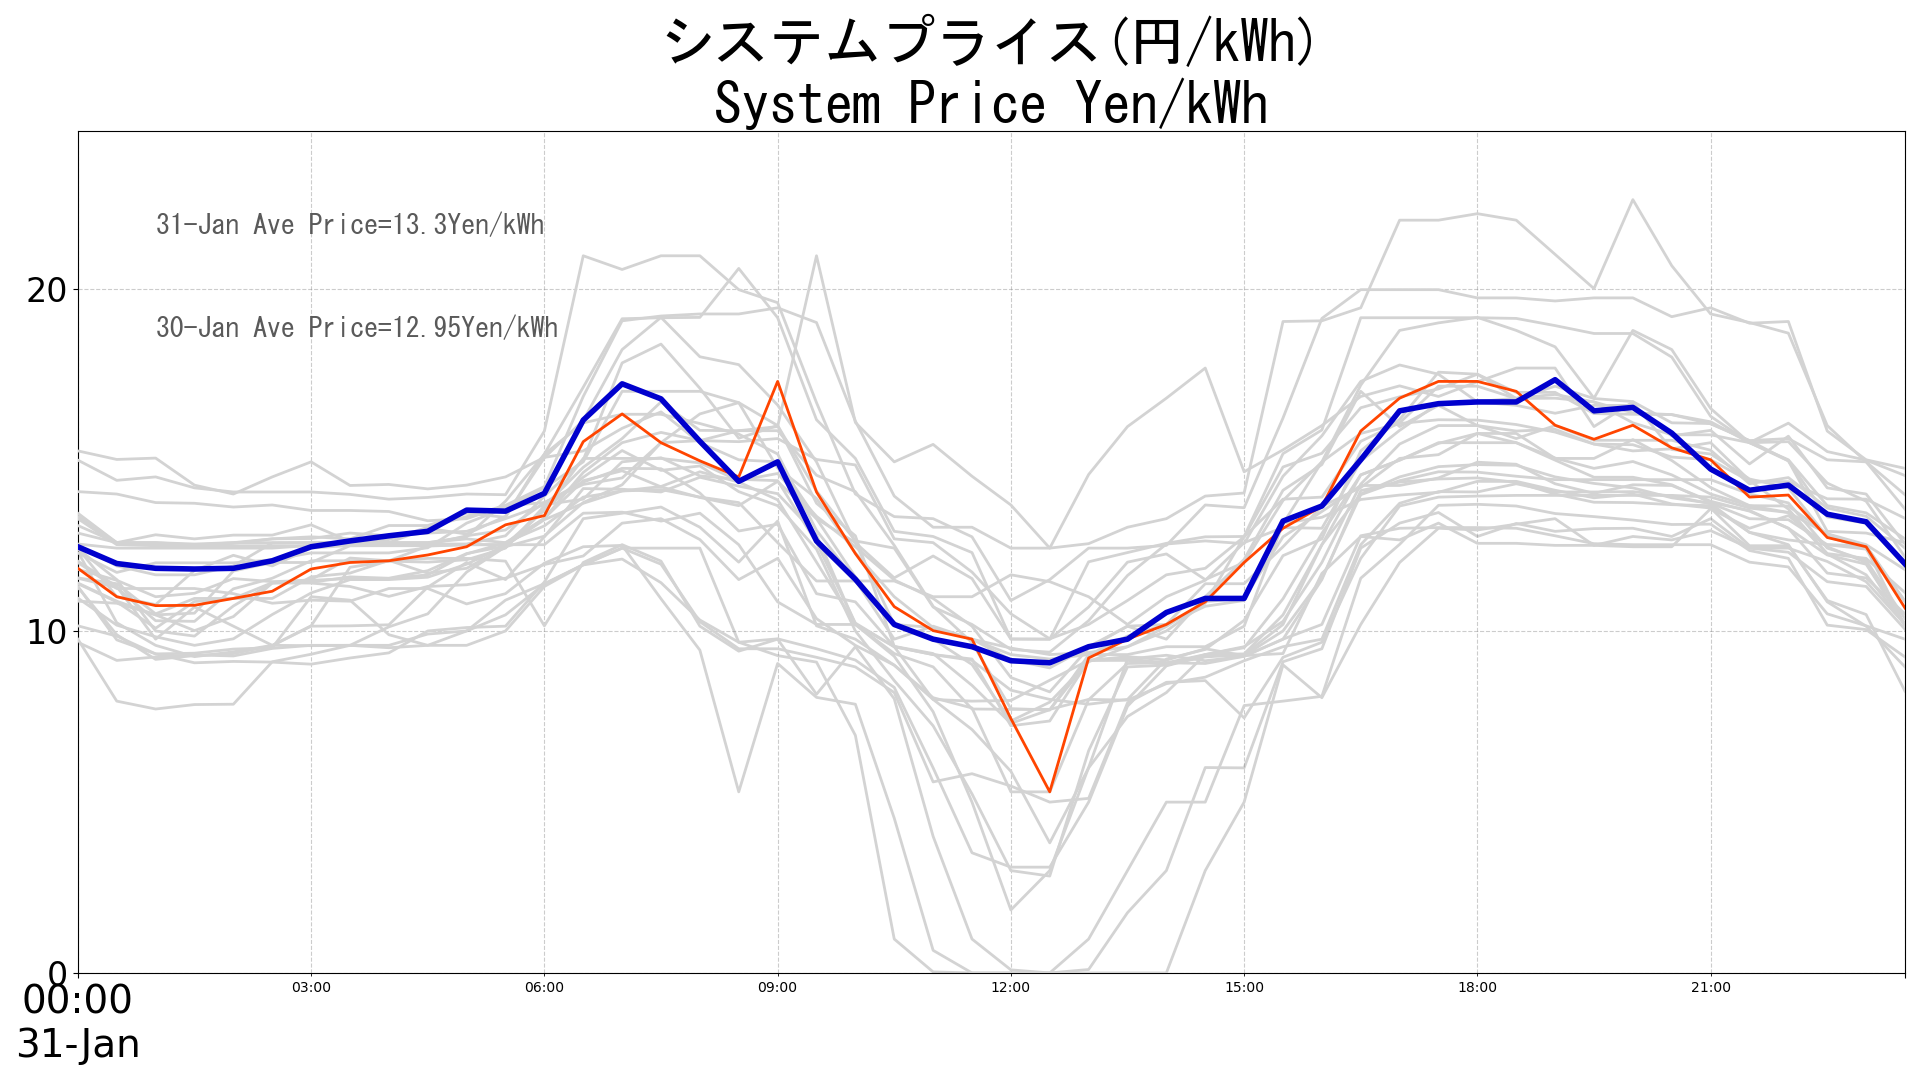 システムプライス(円/kWh)
System Price Yen/kWh
31-Jan Ave Price=13.3Yen/kWh
20
30-Jan Ave Price=12.95Yen/kWh
10
0
00:00 03:00 06:00 09:00 12:00 15:00 18:00 21:00
31-Jan